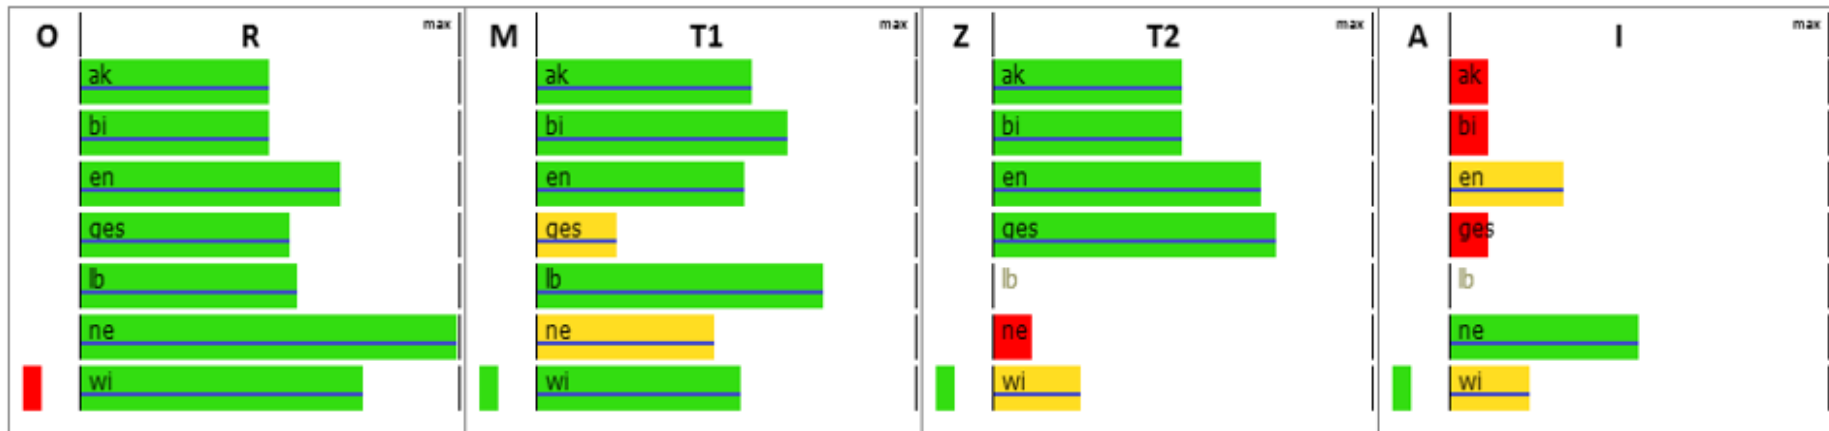 O R max M T1 max Z T2 max A I max
ak ak ak ak
bi bi bi bi
en en en en
ges ges ges ges
lb lb lb lb
ne ne ne ne
wi wi wi wi